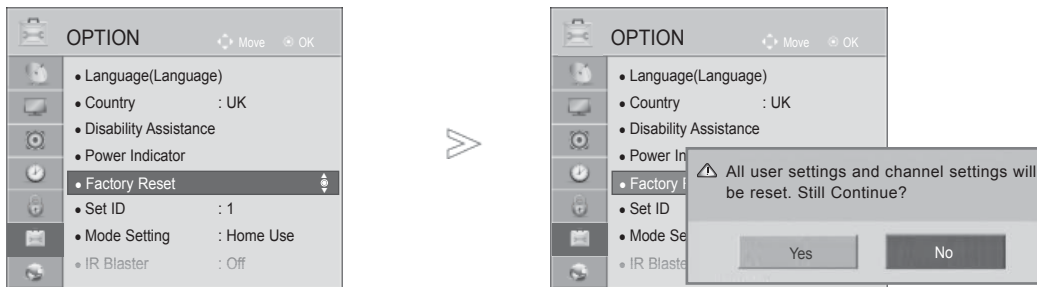 OPTION Move OK
• Language(Language)
• Country : UK
• Disability Assistance
• Power Indicator
• Factory Reset
• Set ID : 1
• Mode Setting : Home Use
• IR Blaster : Off
OPTION Move OK
• Language(Language)
• Country : UK
• Disability Assistance
• Power In
• Factory
• Set ID
• Mode Se
• IR Blaste
All user settings and channel settings will
be reset. Still Continue?
Yes No